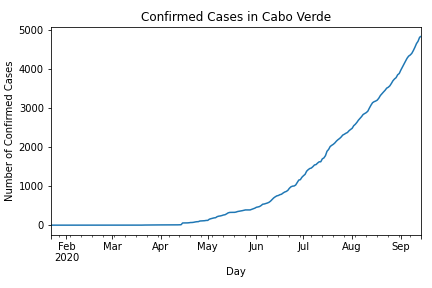 Confirmed Cases in Cabo Verde
5000
4000
3000
2000
1000
0
Number of Confirmed Cases
Feb Mar Apr May Jun Jul Aug Sep
2020
Day